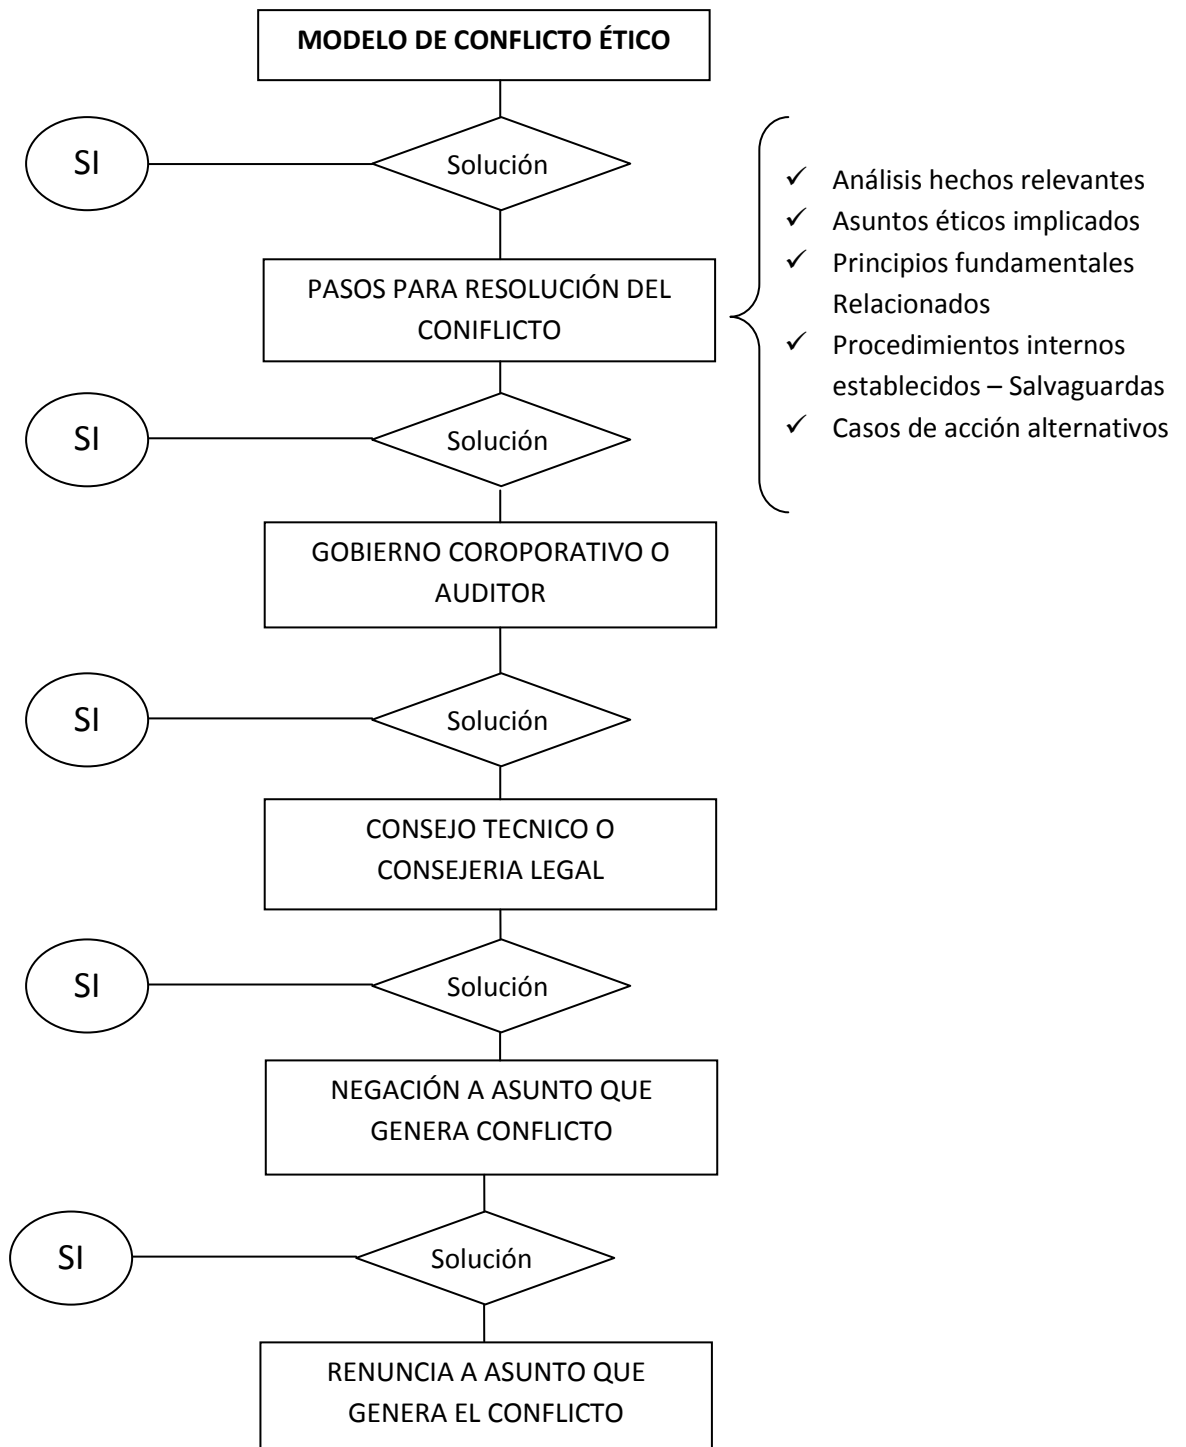 MODELO DE CONFLICTO ÉTICO
SI
Solución
PASOS PARA RESOLUCIÓN DEL
CONIFLICTO
✓ Análisis hechos relevantes
✓ Asuntos éticos implicados
✓ Principios fundamentales
Relacionados
✓ Procedimientos internos
establecidos – Salvaguardas
✓ Casos de acción alternativos
SI
Solución
GOBIERNO COROPORATIVO O
AUDITOR
SI
Solución
CONSEJO TECNICO O
CONSEJERIA LEGAL
SI
Solución
NEGACIÓN A ASUNTO QUE
GENERA CONFLICTO
SI
Solución
RENUNCIA A ASUNTO QUE
GENERA EL CONFLICTO